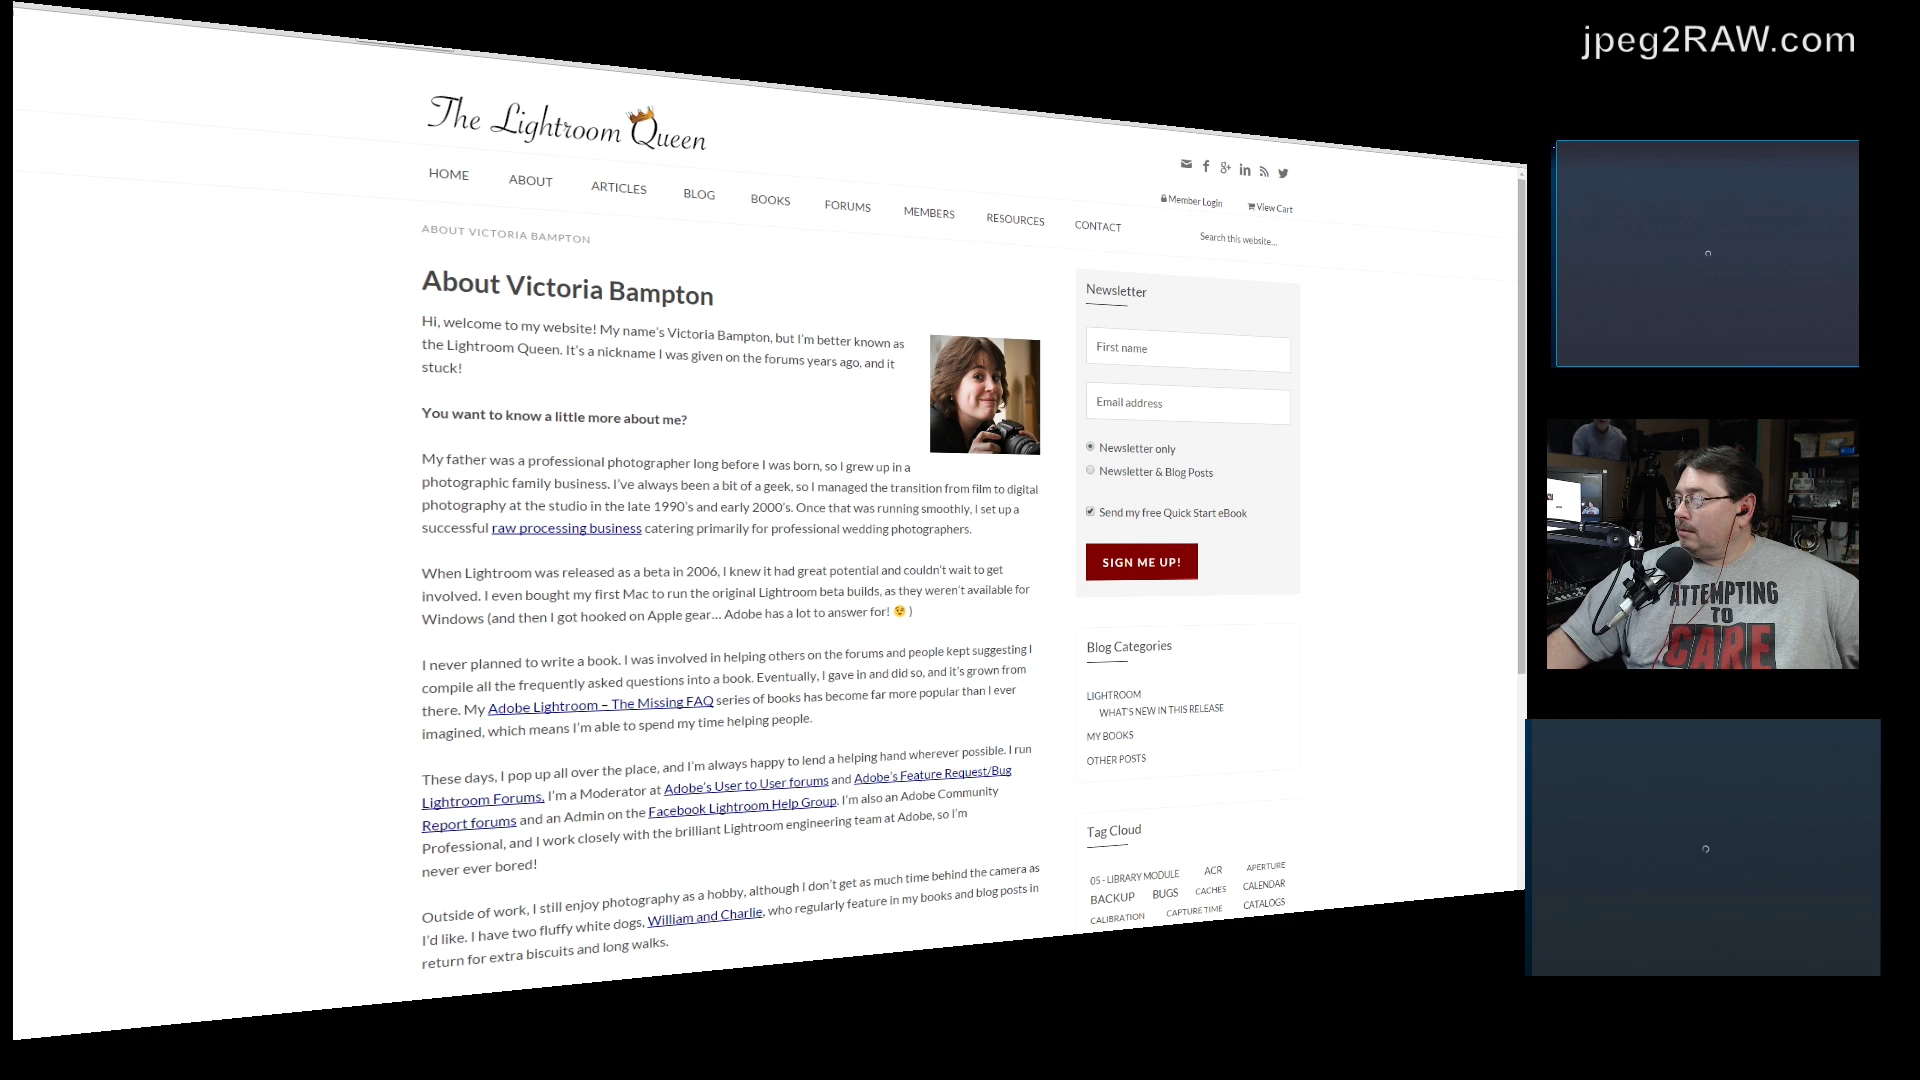 jpeg2RAW.com
The Lightroom Queen
HOME ABOUT ARTICLES BLOG BOOKS FORUMS MEMBERS RESOURCES CONTACT
Member Login View Cart
Search this website...
ABOUT VICTORIA BAMPTON
About Victoria Bampton
Hi, welcome to my website! My name's Victoria Bampton, but I'm better known as
the Lightroom Queen. It's a nickname I was given on the forums years ago, and it
stuck!
You want to know a little more about me?
My father was a professional photographer long before I was born, so I grew up in a
photographic family business. I've always been a bit of a geek, so I managed the transition from film to digital
photography at the studio in the late 1990's and early 2000's. Once that was running smoothly, I set up a
successful raw processing business catering primarily for professional wedding photographers.
When Lightroom was released as a beta in 2006, I knew it had great potential and couldn't wait to get
involved. I even bought my first Mac to run the original Lightroom beta builds, as they weren't available for
Windows (and then I got hooked on Apple gear... Adobe has a lot to answer for! 😉 )
I never planned to write a book. I was involved in helping others on the forums and people kept suggesting I
compile all the frequently asked questions into a book. Eventually, I gave in and did so, and it's grown from
there. My Adobe Lightroom – The Missing FAQ series of books has become far more popular than I ever
imagined, which means I'm able to spend my time helping people.
These days, I pop up all over the place, and I'm always happy to lend a helping hand wherever possible. I run
Lightroom Forums. I'm a Moderator at Adobe's User to User forums and Adobe's Feature Request/Bug
Report forums and an Admin on the Facebook Lightroom Help Group. I'm also an Adobe Community
Professional, and I work closely with the brilliant Lightroom engineering team at Adobe, so I'm
never ever bored!
Outside of work, I still enjoy photography as a hobby, although I don't get as much time behind the camera as
I'd like. I have two fluffy white dogs, William and Charlie, who regularly feature in my books and blog posts in
return for extra biscuits and long walks.
Newsletter
First name
Email address
Newsletter only
Newsletter & Blog Posts
Send my free Quick Start eBook
SIGN ME UP!
Blog Categories
LIGHTROOM
WHAT'S NEW IN THIS RELEASE
MY BOOKS
OTHER POSTS
Tag Cloud
05 - LIBRARY MODULE ACR APERTURE
BACKUP BUGS CACHES CALENDAR
CALIBRATION CAPTURE TIME CATALOGS
ATTEMPTING
TO
CARE